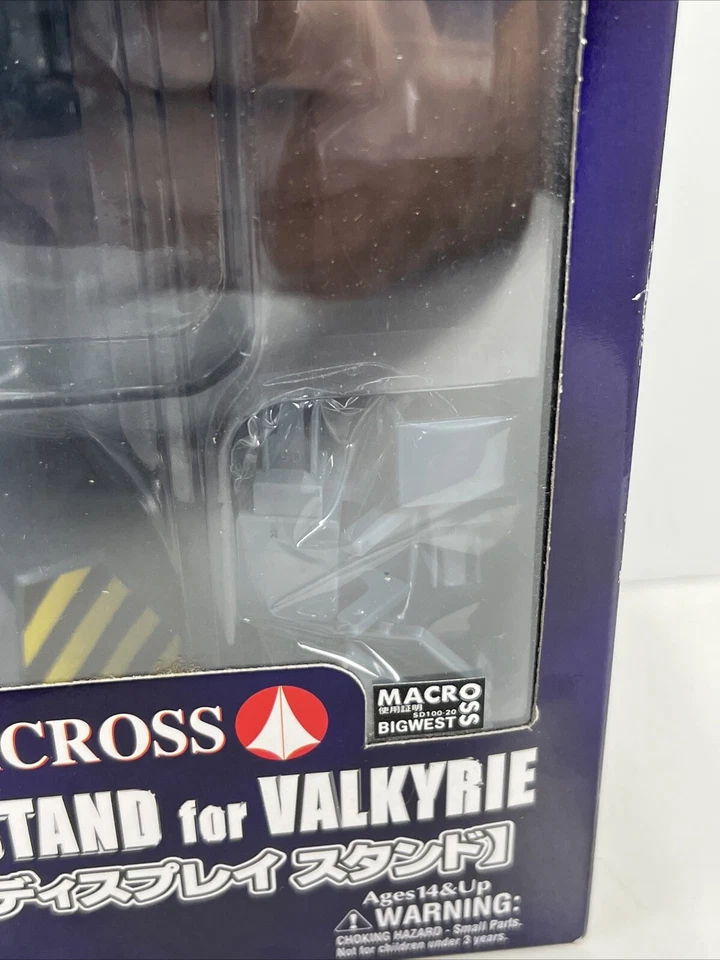 MACROSS
使用証明
SD100-20
BIGWEST
ACROSS
STAND for VALKYRIE
ディスプレイ スタンド】
Ages14&Up
⚠ WARNING:
CHOKING HAZARD - Small Parts.
Not for children under 3 years.